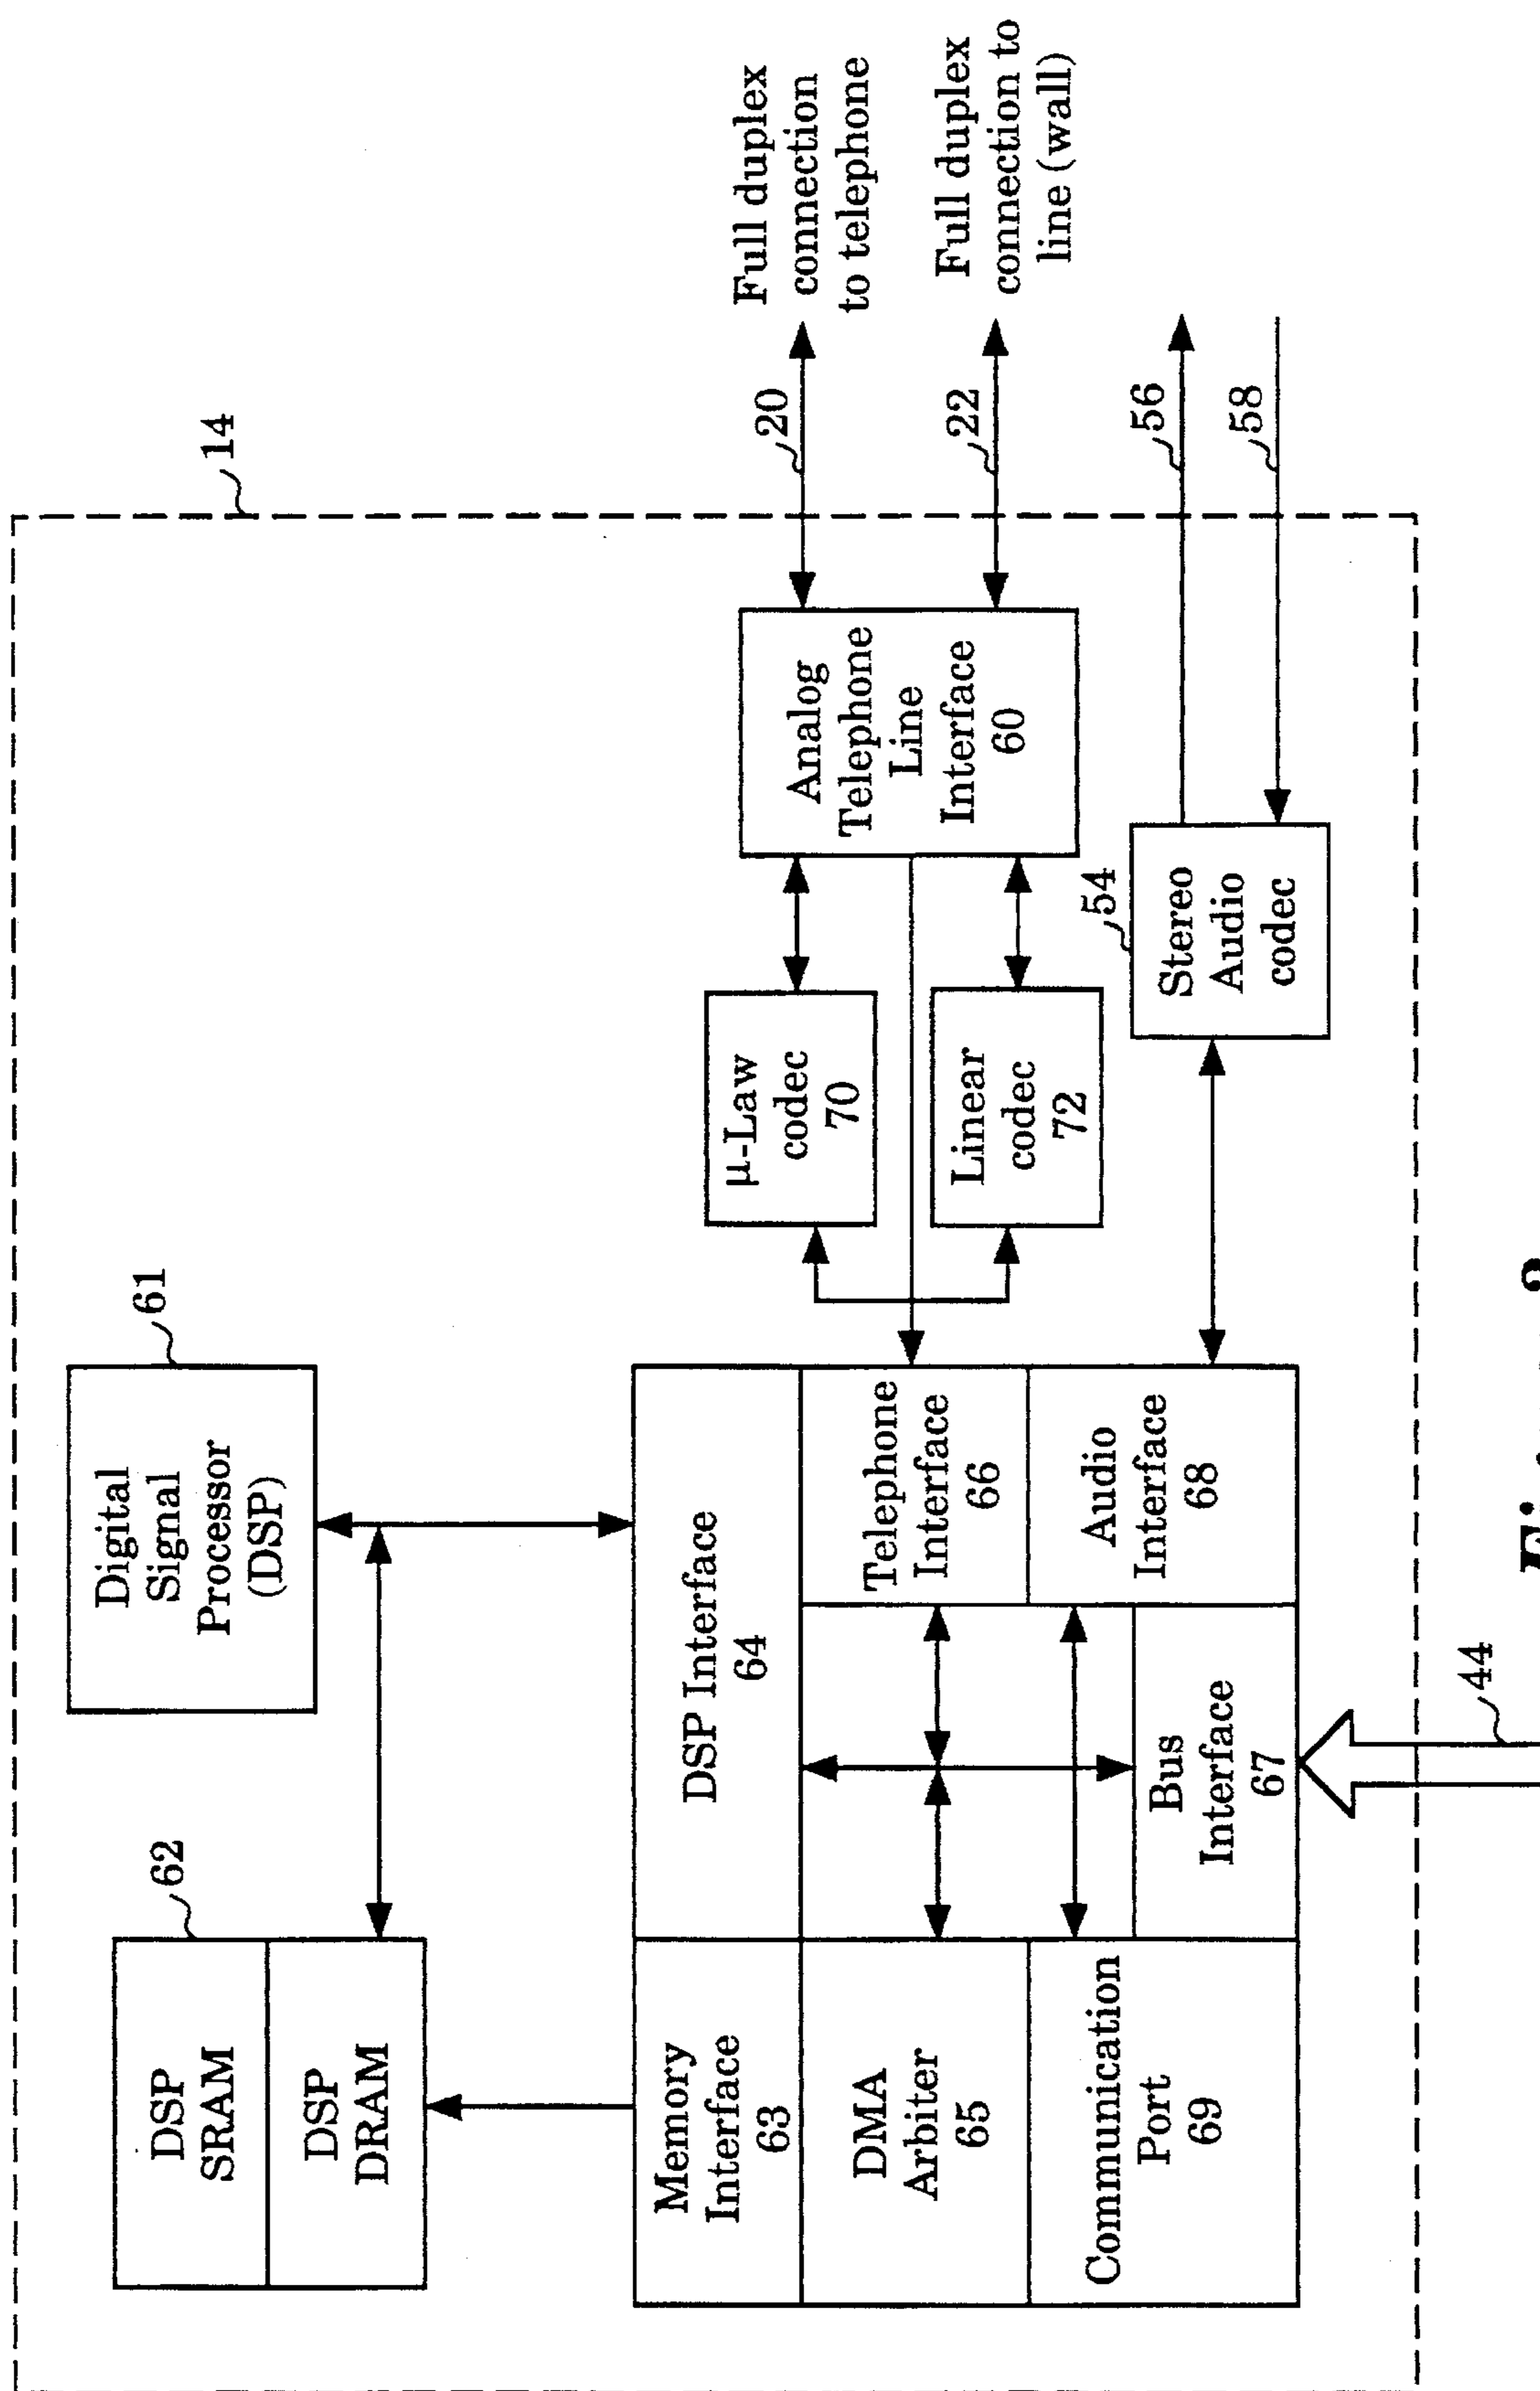 14
Digital
Signal
Processor
(DSP)
61
DSP
SRAM
DSP
DRAM
62
Memory
Interface
63
DSP Interface
64
DMA
Arbiter
65
Telephone
Interface
66
Communication
Port
69
Bus
Interface
67
Audio
Interface
68
μ-Law
codec
70
Linear
codec
72
Analog
Telephone
Line
Interface
60
Stereo
Audio
codec
54
20
Full duplex
connection
to telephone
22
Full duplex
connection to
line (wall)
56
58
44